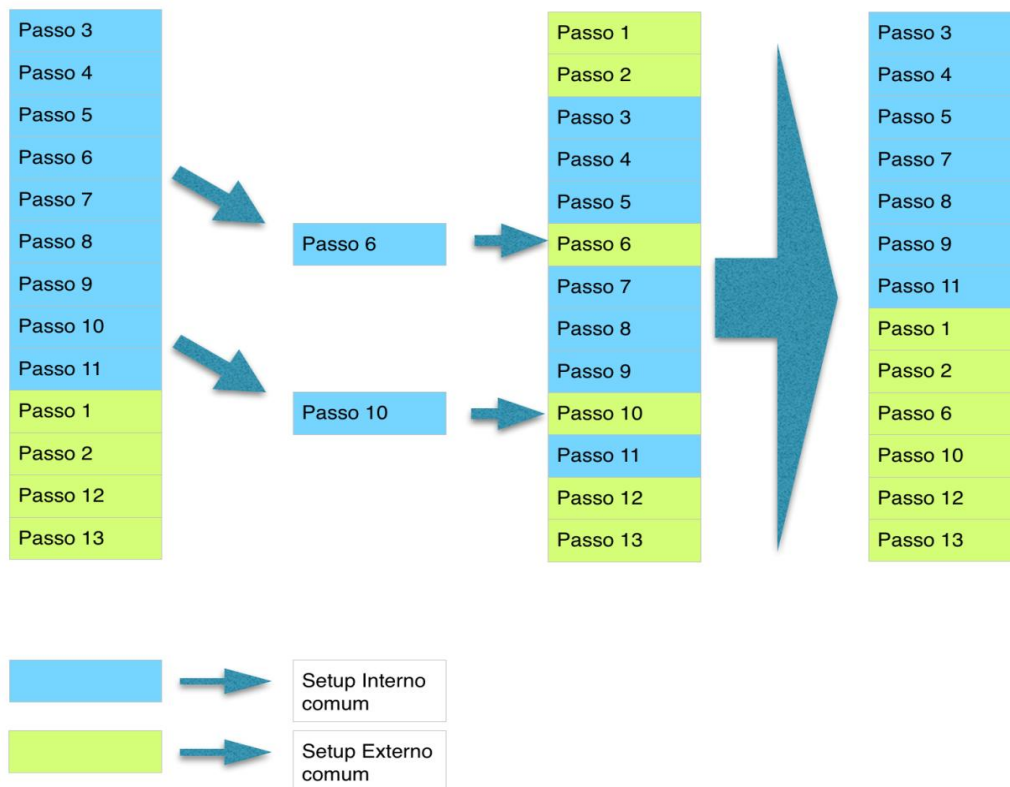 Passo 3
Passo 4
Passo 5
Passo 6
Passo 7
Passo 8
Passo 9
Passo 10
Passo 11
Passo 1
Passo 2
Passo 12
Passo 13
Passo 6
Passo 10
Passo 1
Passo 2
Passo 3
Passo 4
Passo 5
Passo 6
Passo 7
Passo 8
Passo 9
Passo 10
Passo 11
Passo 12
Passo 13
Passo 3
Passo 4
Passo 5
Passo 7
Passo 8
Passo 9
Passo 11
Passo 1
Passo 2
Passo 6
Passo 10
Passo 12
Passo 13
Setup Interno
comum
Setup Externo
comum